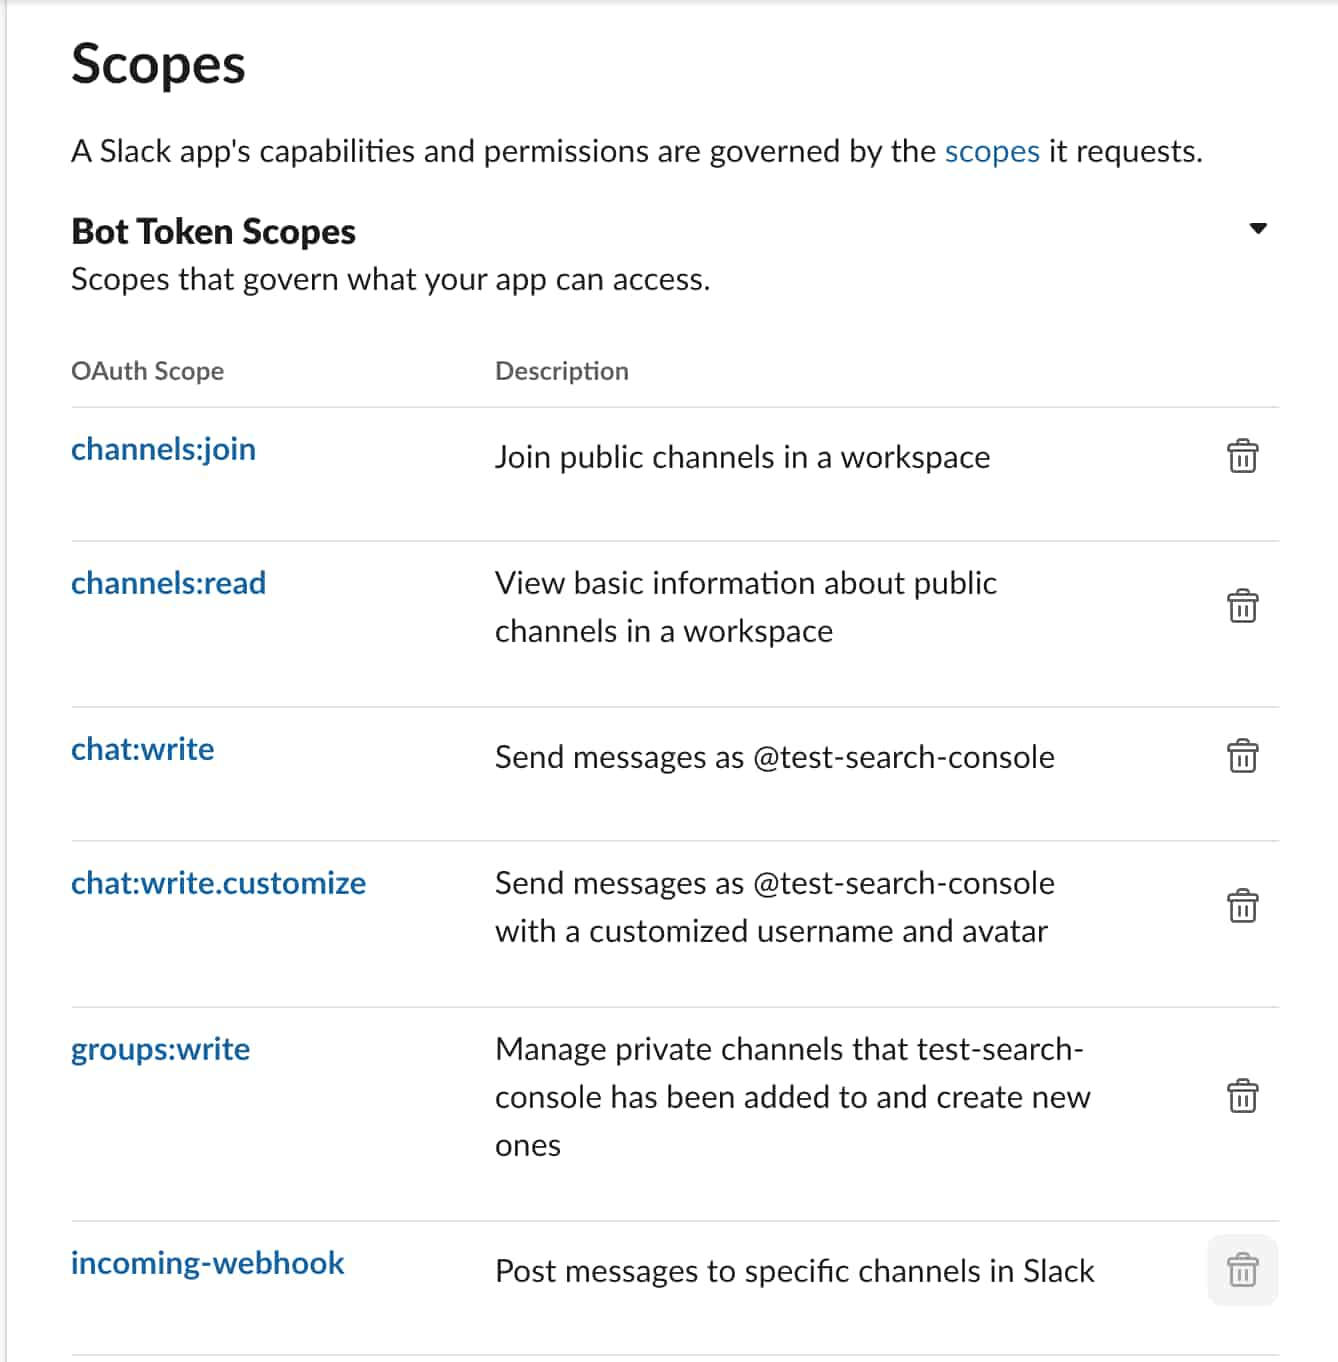 Scopes
A Slack app's capabilities and permissions are governed by the scopes it requests.
Bot Token Scopes
Scopes that govern what your app can access.
OAuth Scope Description
channels:join Join public channels in a workspace
channels:read View basic information about public
channels in a workspace
chat:write Send messages as @test-search-console
chat:write.customize Send messages as @test-search-console
with a customized username and avatar
groups:write Manage private channels that test-search-
console has been added to and create new
ones
incoming-webhook Post messages to specific channels in Slack